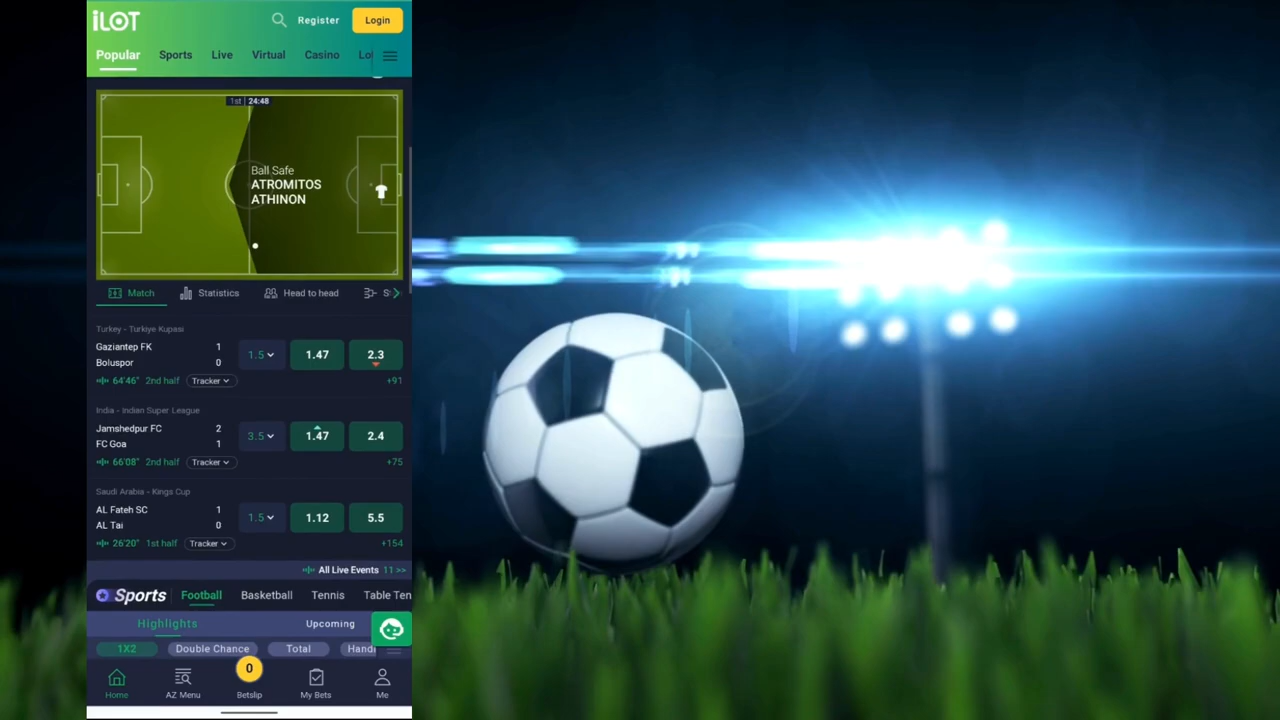 iLOT
Register
Login
Popular
Sports
Live
Virtual
Casino
1st 24:48
Ball Safe
ATROMITOS
ATHINON
Match
Statistics
Head to head
Turkey - Turkiye Kupasi
Gaziantep FK 1
Boluspor 0
1.5
1.47
2.3
64'46" 2nd half Tracker
+91
India - Indian Super League
Jamshedpur FC 2
FC Goa 1
3.5
1.47
2.4
66'08" 2nd half Tracker
+75
Saudi Arabia - Kings Cup
AL Fateh SC 1
AL Tai 0
1.5
1.12
5.5
26'20" 1st half Tracker
+154
All Live Events 11 >>
Sports
Football
Basketball
Tennis
Table Ten
Highlights
Upcoming
1X2
Double Chance
Total
Handi
0
Home
AZ Menu
Betslip
My Bets
Me